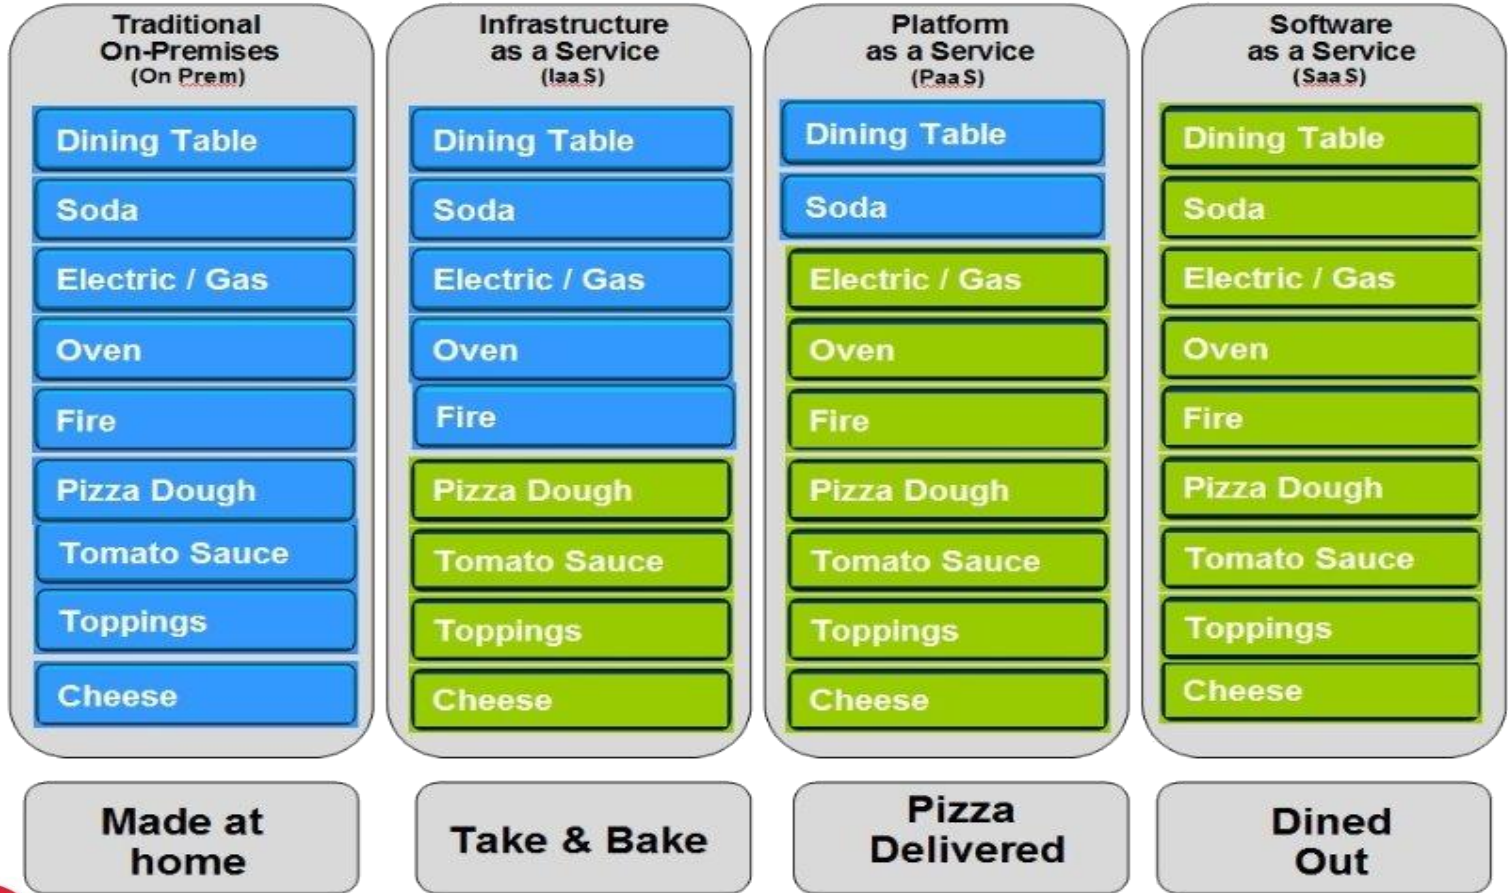 Traditional
On-Premises
(On Prem)
Dining Table
Soda
Electric / Gas
Oven
Fire
Pizza Dough
Tomato Sauce
Toppings
Cheese
Made at
home
Infrastructure
as a Service
(IaaS)
Dining Table
Soda
Electric / Gas
Oven
Fire
Pizza Dough
Tomato Sauce
Toppings
Cheese
Take & Bake
Platform
as a Service
(PaaS)
Dining Table
Soda
Electric / Gas
Oven
Fire
Pizza Dough
Tomato Sauce
Toppings
Cheese
Pizza
Delivered
Software
as a Service
(SaaS)
Dining Table
Soda
Electric / Gas
Oven
Fire
Pizza Dough
Tomato Sauce
Toppings
Cheese
Dined
Out